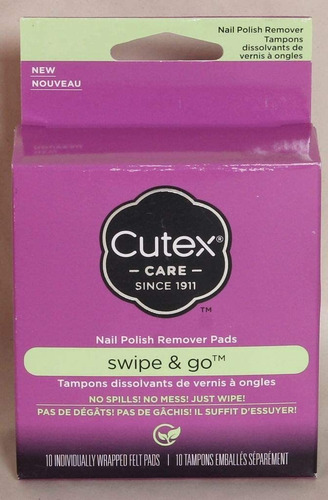 Nail Polish Remover
Tampons
dissolvants de
vernis à ongles
NEW
NOUVEAU
Cutex®
CARE
SINCE 1911
TM
Nail Polish Remover Pads
swipe & go™
Tampons dissolvants de vernis à ongles
NO SPILLS! NO MESS! JUST WIPE!
PAS DE DÉGÂTS! PAS DE GÂCHIS! IL SUFFIT D'ESSUYER!
10 INDIVIDUALLY WRAPPED FELT PADS | 10 TAMPONS EMBALLÉS SÉPARÉMENT